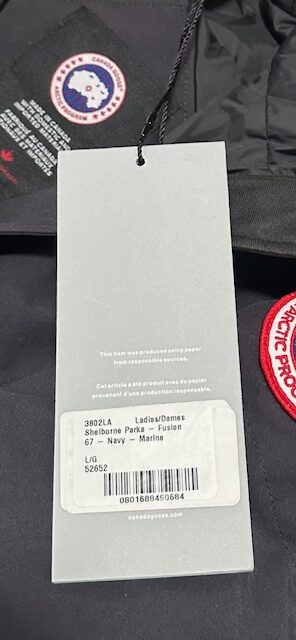 CANADA GOOSE
ARCTIC PROGRAM
MADE IN CANADA
This item was produced using paper
from responsible sources.
Cet article a été produit avec du papier
provenant d'une production responsable.
3802LA Ladies/Dames
Shelburne Parka – Fusion
67 – Navy – Marine
L/G
52652
0801688490684
canadagoose.com
ARCTIC PROG